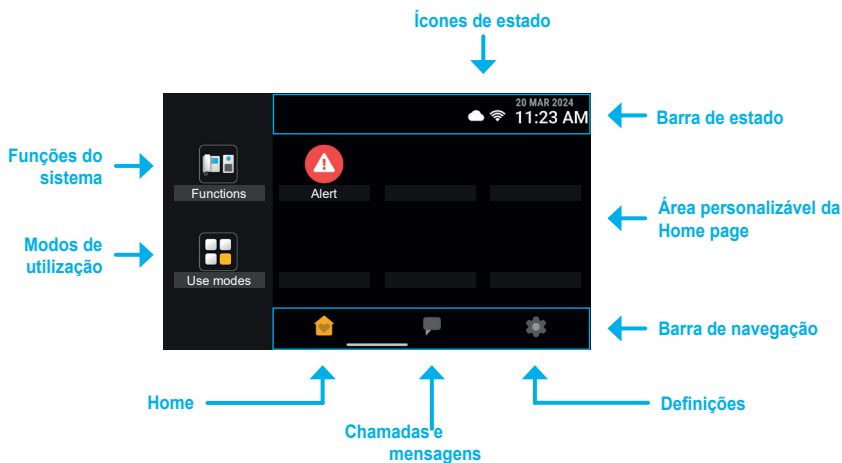 Ícones de estado
20 MAR 2024
11:23 AM
Barra de estado
Funções do
sistema
Functions
Alert
Área personalizável da
Home page
Modos de
utilização
Use modes
Barra de navegação
Home
Definições
Chamadas e
mensagens